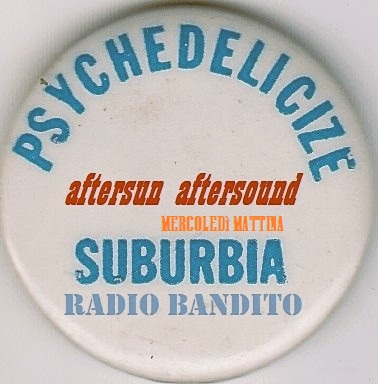 PSYCHEDELICIZE
aftersun aftersound
MERCOLEDì MATTINA
SUBURBIA
RADIO BANDITO